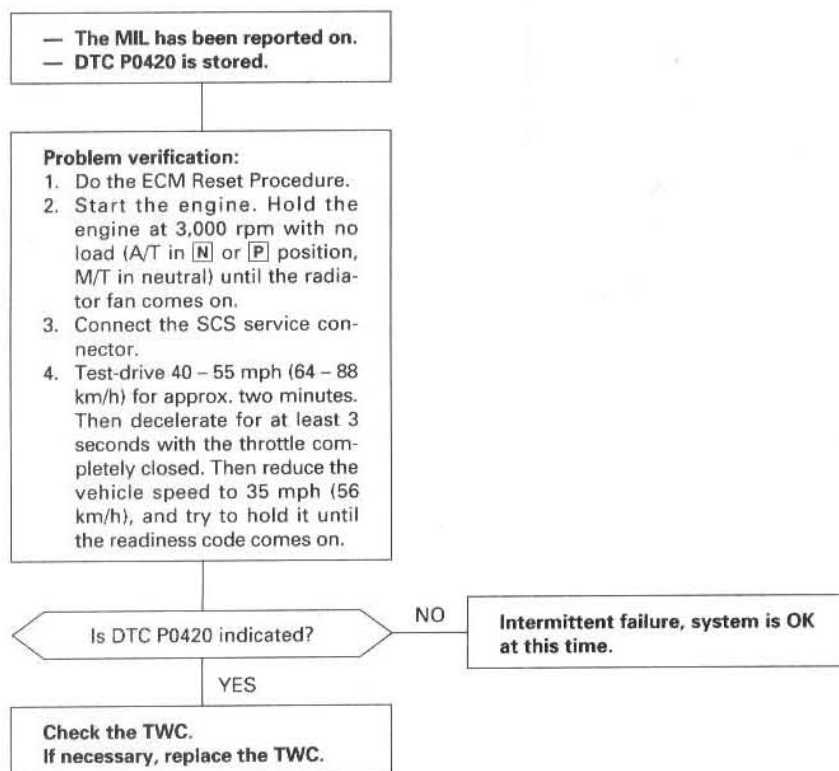 — The MIL has been reported on.
— DTC P0420 is stored.
Problem verification:
1. Do the ECM Reset Procedure.
2. Start the engine. Hold the
engine at 3,000 rpm with no
load (A/T in N or P position,
M/T in neutral) until the radia-
tor fan comes on.
3. Connect the SCS service con-
nector.
4. Test-drive 40 – 55 mph (64 – 88
km/h) for approx. two minutes.
Then decelerate for at least 3
seconds with the throttle com-
pletely closed. Then reduce the
vehicle speed to 35 mph (56
km/h), and try to hold it until
the readiness code comes on.
Is DTC P0420 indicated?
NO
Intermittent failure, system is OK
at this time.
YES
Check the TWC.
If necessary, replace the TWC.